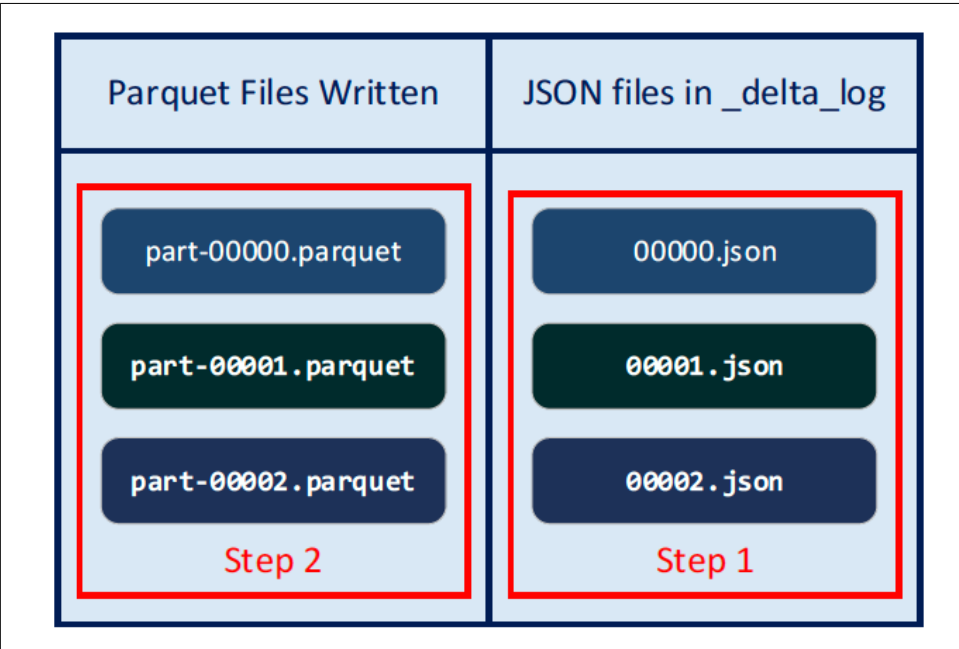 Parquet Files Written
JSON files in _delta_log
part-00000.parquet
00000.json
part-00001.parquet
00001.json
part-00002.parquet
00002.json
Step 2
Step 1